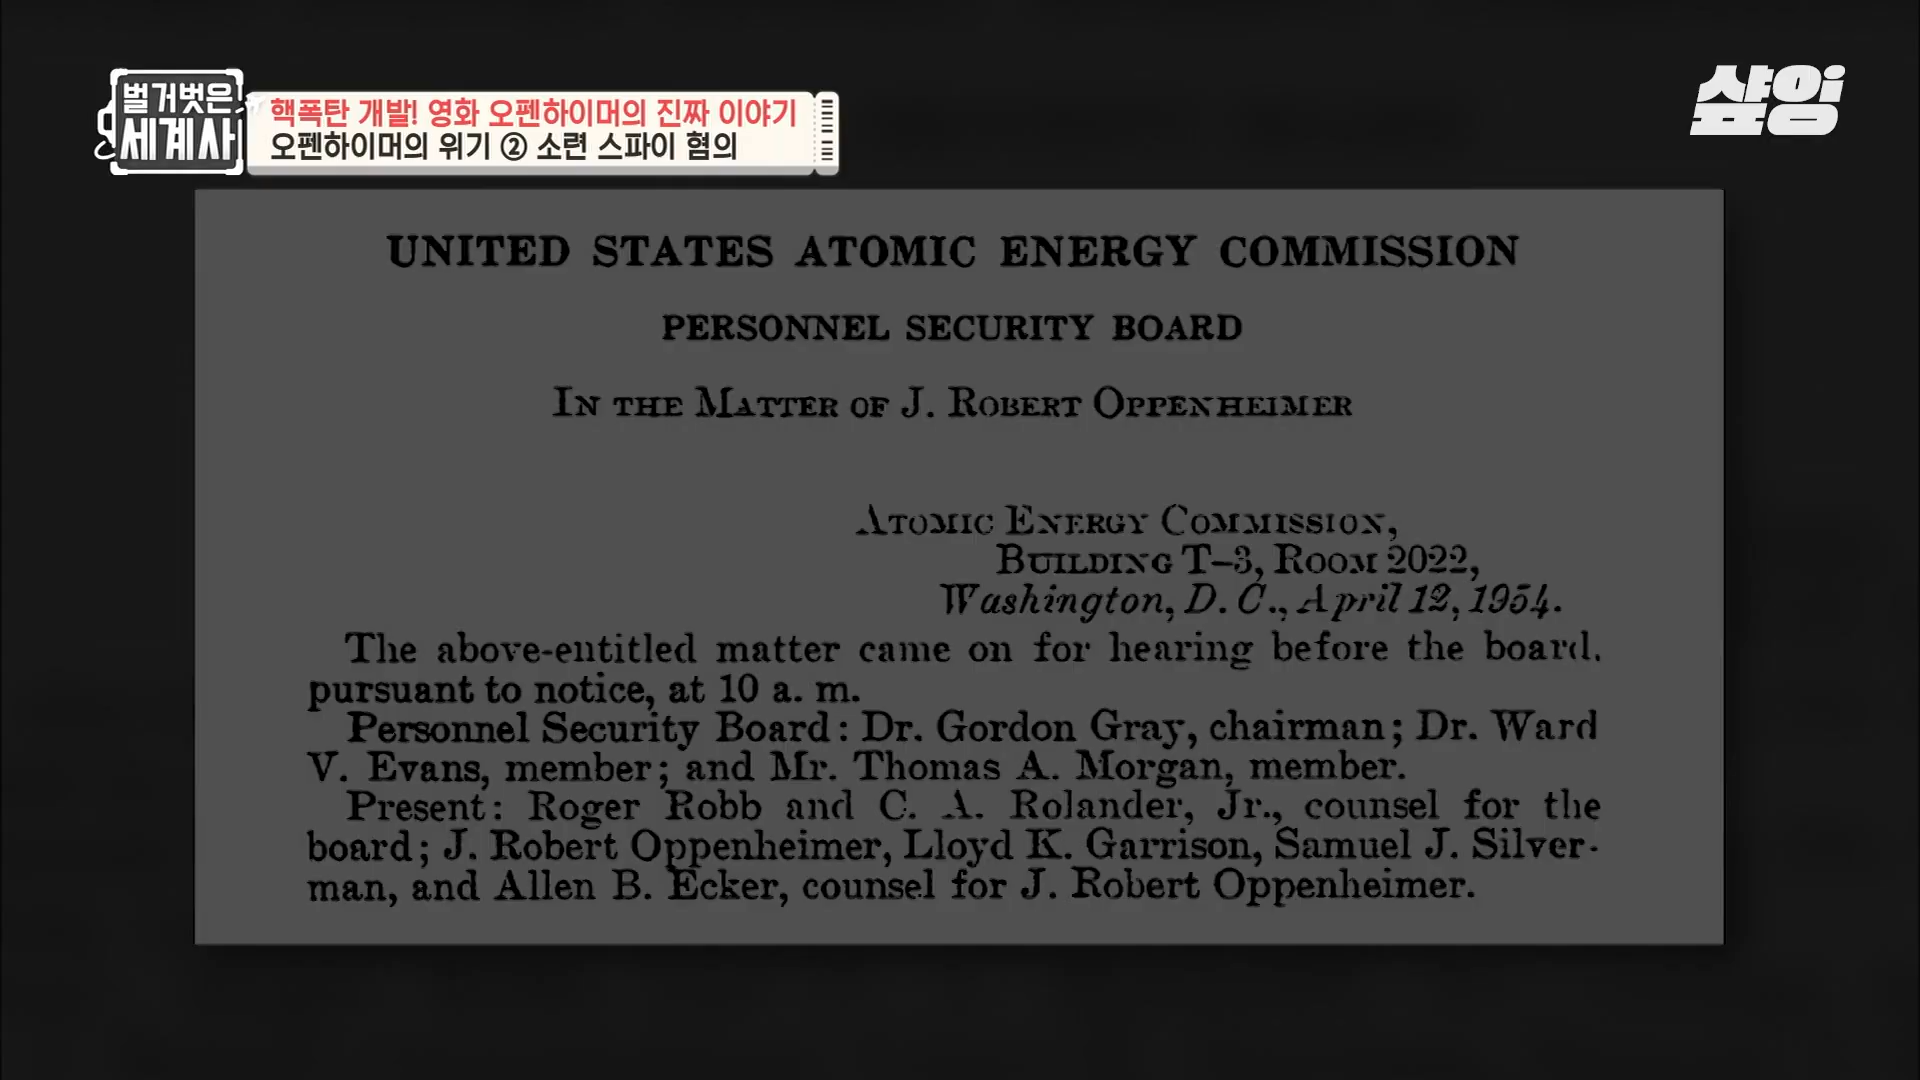 벌거벗은
세계사
핵폭탄 개발! 영화 오펜하이머의 진짜 이야기
오펜하이머의 위기 ② 소련 스파이 혐의
샾잉
UNITED STATES ATOMIC ENERGY COMMISSION
PERSONNEL SECURITY BOARD
IN THE MATTER OF J. ROBERT OPPENHEIMER
ATOMIC ENERGY COMMISSION,
BUILDING T-3, ROOM 2022,
Washington, D. C., April 12, 1954.
The above-entitled matter came on for hearing before the board,
pursuant to notice, at 10 a. m.
Personnel Security Board: Dr. Gordon Gray, chairman; Dr. Ward
V. Evans, member; and Mr. Thomas A. Morgan, member.
Present: Roger Robb and C. A. Rolander, Jr., counsel for the
board; J. Robert Oppenheimer, Lloyd K. Garrison, Samuel J. Silver-
man, and Allen B. Ecker, counsel for J. Robert Oppenheimer.